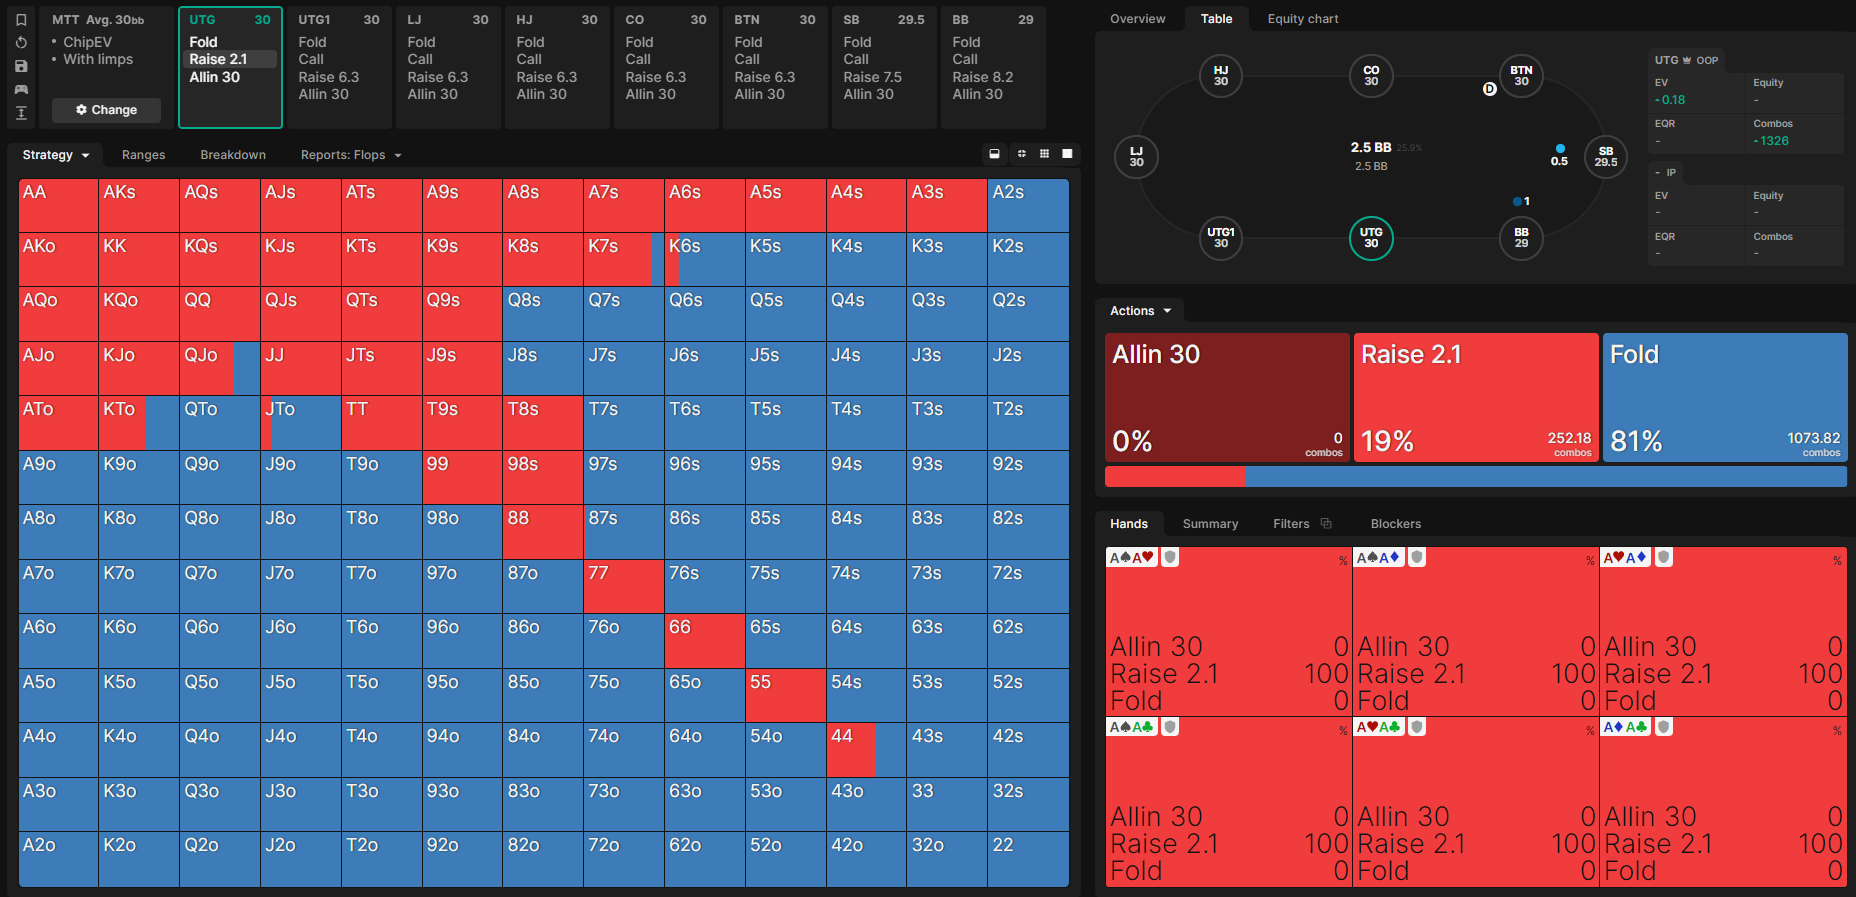 MTT Avg. 30bb
• ChipEV
• With limps
Change
UTG 30
Fold
Raise 2.1
Allin 30
UTG1 30
Fold
Call
Raise 6.3
Allin 30
LJ 30
Fold
Call
Raise 6.3
Allin 30
HJ 30
Fold
Call
Raise 6.3
Allin 30
CO 30
Fold
Call
Raise 6.3
Allin 30
BTN 30
Fold
Call
Raise 6.3
Allin 30
SB 29.5
Fold
Call
Raise 7.5
Allin 30
BB 29
Fold
Call
Raise 8.2
Allin 30
Strategy Ranges Breakdown Reports: Flops
AA AKs AQs AJs ATs A9s A8s A7s A6s A5s A4s A3s A2s
AKo KK KQs KJs KTs K9s K8s K7s K6s K5s K4s K3s K2s
AQo KQo QQ QJs QTs Q9s Q8s Q7s Q6s Q5s Q4s Q3s Q2s
AJo KJo QJo JJ JTs J9s J8s J7s J6s J5s J4s J3s J2s
ATo KTo QTo JTo TT T9s T8s T7s T6s T5s T4s T3s T2s
A9o K9o Q9o J9o T9o 99 98s 97s 96s 95s 94s 93s 92s
A8o K8o Q8o J8o T8o 98o 88 87s 86s 85s 84s 83s 82s
A7o K7o Q7o J7o T7o 97o 87o 77 76s 75s 74s 73s 72s
A6o K6o Q6o J6o T6o 96o 86o 76o 66 65s 64s 63s 62s
A5o K5o Q5o J5o T5o 95o 85o 75o 65o 55 54s 53s 52s
A4o K4o Q4o J4o T4o 94o 84o 74o 64o 54o 44 43s 42s
A3o K3o Q3o J3o T3o 93o 83o 73o 63o 53o 43o 33 32s
A2o K2o Q2o J2o T2o 92o 82o 72o 62o 52o 42o 32o 22
Overview Table Equity chart
HJ
30
CO
30
BTN
30
D
LJ
30
2.5 BB 25.9%
2.5 BB
0.5
SB
29.5
1
UTG1
30
UTG
30
BB
29
UTG OOP
EV Equity
0.18 -
EQR Combos
- 1326
- IP
EV Equity
- -
EQR Combos
- -
Actions
Allin 30
0%
0
combos
Raise 2.1
19%
252.18
combos
Fold
81%
1073.82
combos
Hands Summary Filters Blockers
A♠A♥ %
Allin 30 0
Raise 2.1 100
Fold 0
A♠A♦ %
Allin 30 0
Raise 2.1 100
Fold 0
A♥A♦ %
Allin 30 0
Raise 2.1 100
Fold 0
A♠A♣ %
Allin 30 0
Raise 2.1 100
Fold 0
A♥A♣ %
Allin 30 0
Raise 2.1 100
Fold 0
A♦A♣ %
Allin 30 0
Raise 2.1 100
Fold 0